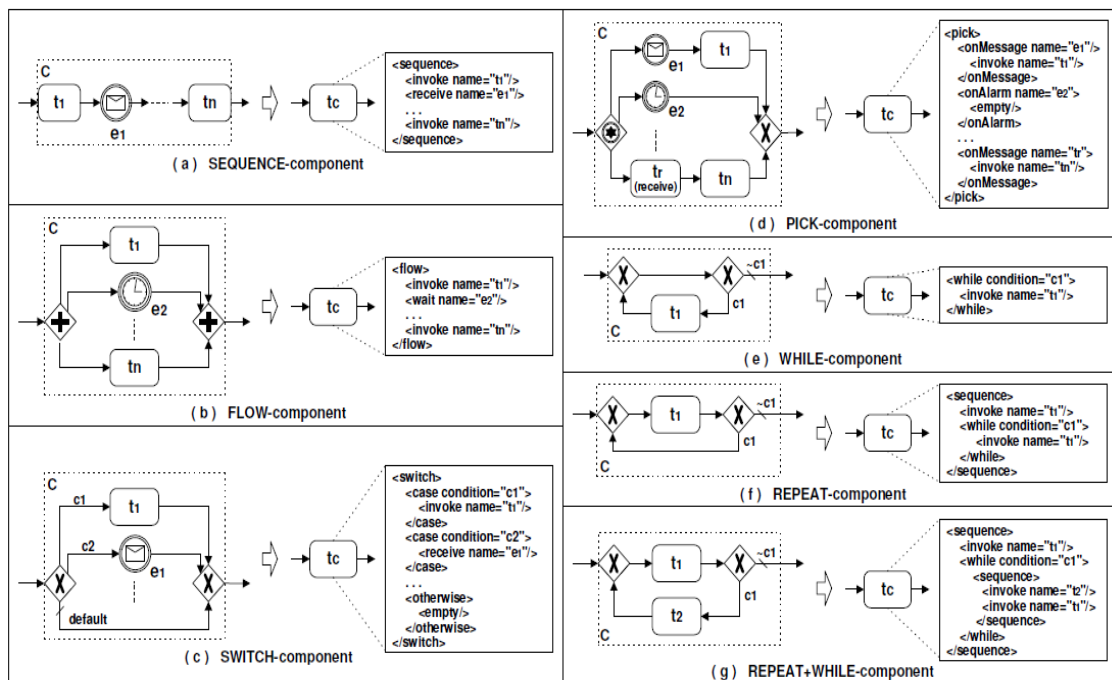 C
t1
e1
tn
tc
<sequence>
<invoke name="t1"/>
<receive name="e1"/>
...
<invoke name="tn"/>
</sequence>
( a ) SEQUENCE-component
C
t1
e2
tn
tc
<flow>
<invoke name="t1"/>
<wait name="e2"/>
...
<invoke name="tn"/>
</flow>
( b ) FLOW-component
C
c1
t1
c2
e1
default
tc
<switch>
<case condition="c1">
<invoke name="t1"/>
</case>
<case condition="c2">
<receive name="e1"/>
</case>
...
<otherwise>
<empty/>
</otherwise>
</switch>
( c ) SWITCH-component
C
t1
e1
e2
tr
(receive)
tn
tc
<pick>
<onMessage name="e1"/>
<invoke name="t1"/>
</onMessage>
<onAlarm name="e2">
<empty/>
</onAlarm>
...
<onMessage name="tr">
<invoke name="tn"/>
</onMessage>
</pick>
( d ) PICK-component
~c1
c1
t1
C
tc
<while condition="c1">
<invoke name="t1"/>
</while>
( e ) WHILE-component
~c1
t1
c1
C
tc
<sequence>
<invoke name="t1"/>
<while condition="c1">
<invoke name="t1"/>
</while>
</sequence>
( f ) REPEAT-component
~c1
t1
c1
t2
C
tc
<sequence>
<invoke name="t1"/>
<while condition="c1">
<sequence>
<invoke name="t2"/>
<invoke name="t1"/>
</sequence>
</while>
</sequence>
( g ) REPEAT+WHILE-component